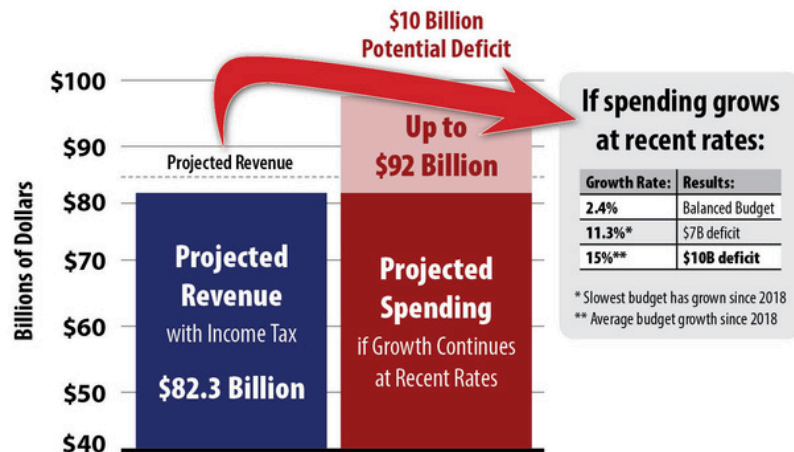 $10 Billion
Potential Deficit
$100
$90
$80
$70
$60
$50
$40
Billions of Dollars
Projected Revenue
Projected
Revenue
with Income Tax
$82.3 Billion
Up to
$92 Billion
Projected
Spending
if Growth Continues
at Recent Rates
If spending grows
at recent rates:
Growth Rate: Results:
2.4% Balanced Budget
11.3%* $7B deficit
15%** $10B deficit
* Slowest budget has grown since 2018
** Average budget growth since 2018